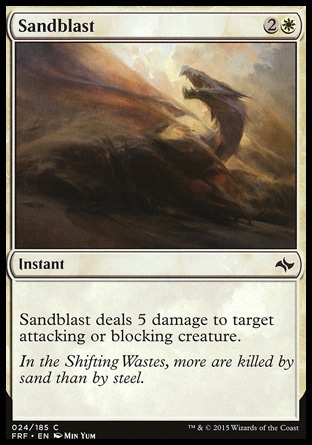 Sandblast 2
Instant
Sandblast deals 5 damage to target
attacking or blocking creature.
In the Shifting Wastes, more are killed by
sand than by steel.
024/185 C
FRF • EN Min Yum
™ & © 2015 Wizards of the Coast